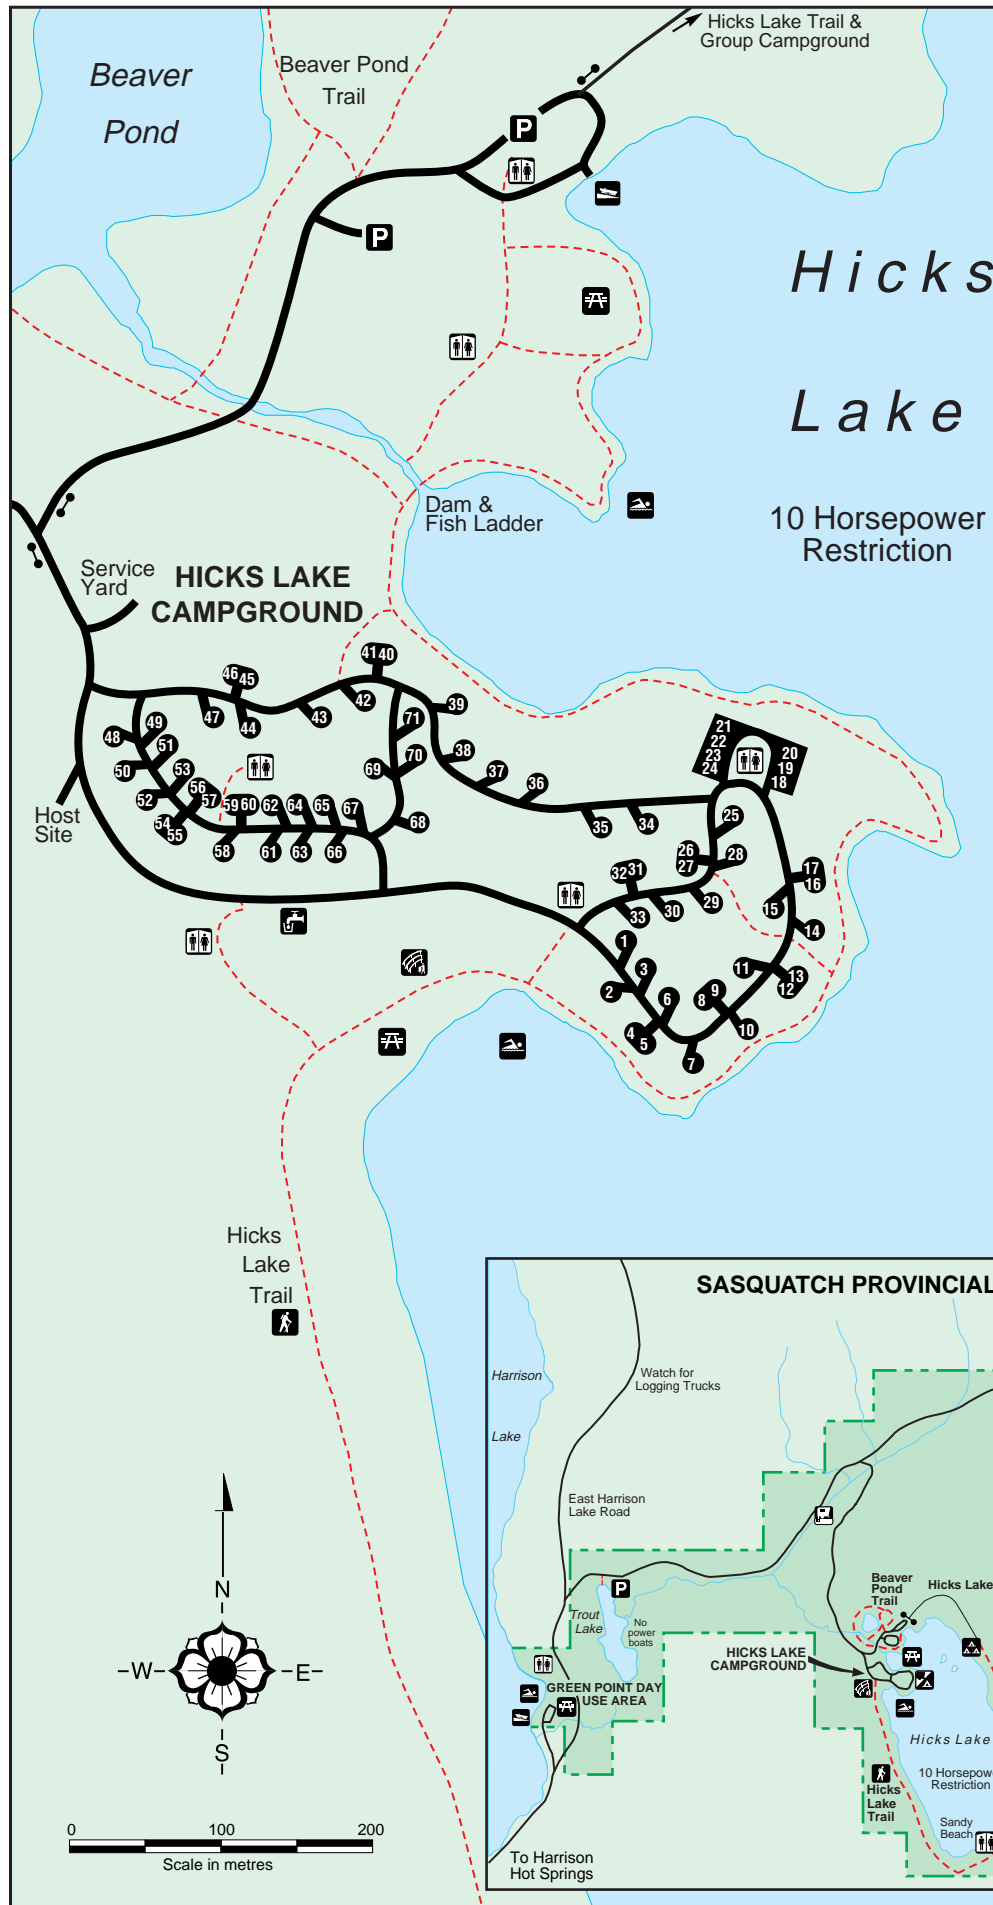 Hicks Lake Trail &
Group Campground
Beaver
Pond
Beaver Pond
Trail
P
P
Hicks
Lake
10 Horsepower
Restriction
Dam &
Fish Ladder
Service
Yard
HICKS LAKE
CAMPGROUND
41 40
46 45
42
39
47
44
43
71
48
49
51
50
53
52
56
57
54
55
59 60
62
64
65
67
58
61
63
66
69
70
68
38
37
36
35
34
21
22
23
24
20
19
18
25
26
27
28
32 31
33
30
29
17
16
15
14
13
12
11
10
9
8
7
6
5
4
3
2
1
Host
Site
Hicks
Lake
Trail
N
W
E
S
0
100
200
Scale in metres
SASQUATCH PROVINCIAL
Harrison
Lake
Watch for
Logging Trucks
East Harrison
Lake Road
P
Trout
Lake
No
power
boats
Beaver
Pond
Trail
Hicks Lake
HICKS LAKE
CAMPGROUND
GREEN POINT DAY
USE AREA
Hicks Lake
10 Horsepow
Restriction
Hicks
Lake
Trail
Sandy
Beach
To Harrison
Hot Springs